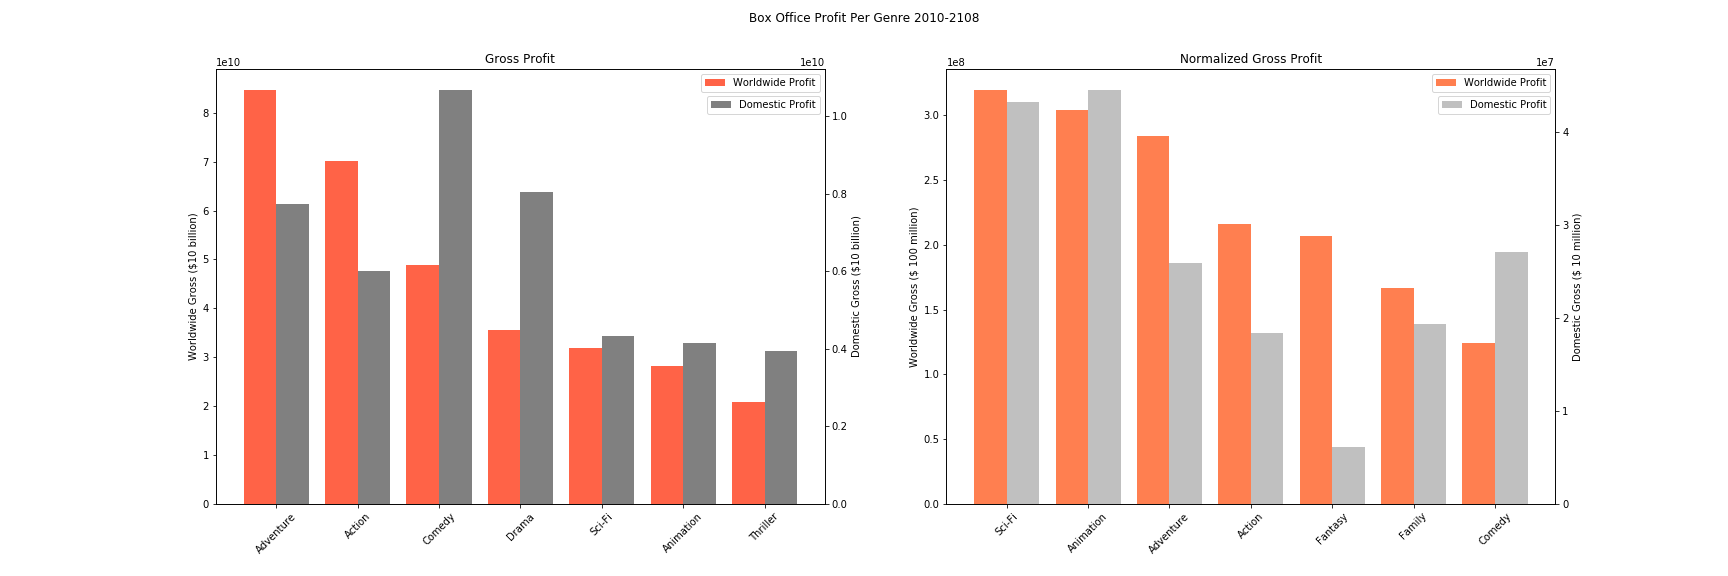 Box Office Profit Per Genre 2010-2108
Gross Profit
1e10
1e10
Worldwide Profit
Domestic Profit
Worldwide Gross ($10 billion)
8
7
6
5
4
3
2
1
0
Domestic Gross ($10 billion)
1.0
0.8
0.6
0.4
0.2
0.0
Adventure
Action
Comedy
Drama
Sci-Fi
Animation
Thriller
Normalized Gross Profit
1e8
1e7
Worldwide Profit
Domestic Profit
Worldwide Gross ($ 100 million)
3.0
2.5
2.0
1.5
1.0
0.5
0.0
Domestic Gross ($ 10 million)
4
3
2
1
0
Sci-Fi
Animation
Adventure
Action
Fantasy
Family
Comedy